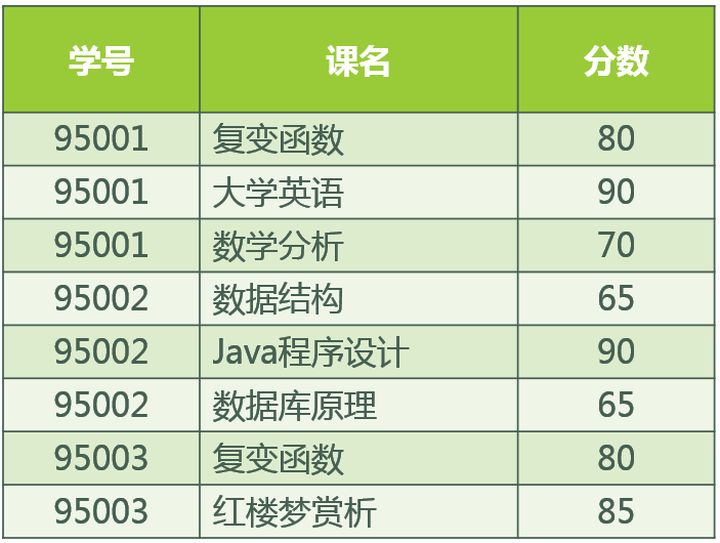 学号 课名 分数
95001 复变函数 80
95001 大学英语 90
95001 数学分析 70
95002 数据结构 65
95002 Java程序设计 90
95002 数据库原理 65
95003 复变函数 80
95003 红楼梦赏析 85